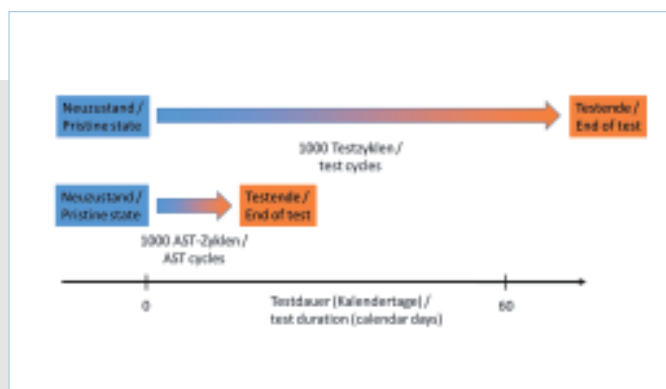 Neuzustand /
Pristine state
Testende /
End of test
1000 Testzyklen /
test cycles
Neuzustand /
Pristine state
Testende /
End of test
1000 AST-Zyklen /
AST cycles
0
Testdauer (Kalendertage) /
test duration (calendar days)
60